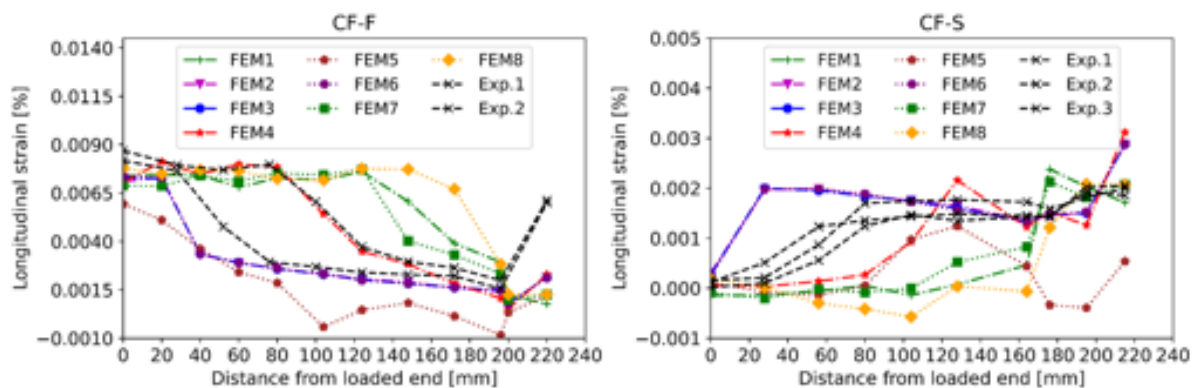 CF-F
0.0140
0.0115
0.0090
0.0065
0.0040
0.0015
−0.0010
Longitudinal strain [%]
FEM1
FEM2
FEM3
FEM4
FEM5
FEM6
FEM7
FEM8
Exp.1
Exp.2
0 20 40 60 80 100 120 140 160 180 200 220 240
Distance from loaded end [mm]
CF-S
0.005
0.004
0.003
0.002
0.001
0.000
−0.001
Longitudinal strain [%]
FEM1
FEM2
FEM3
FEM4
FEM5
FEM6
FEM7
FEM8
Exp.1
Exp.2
Exp.3
0 20 40 60 80 100 120 140 160 180 200 220 240
Distance from loaded end [mm]